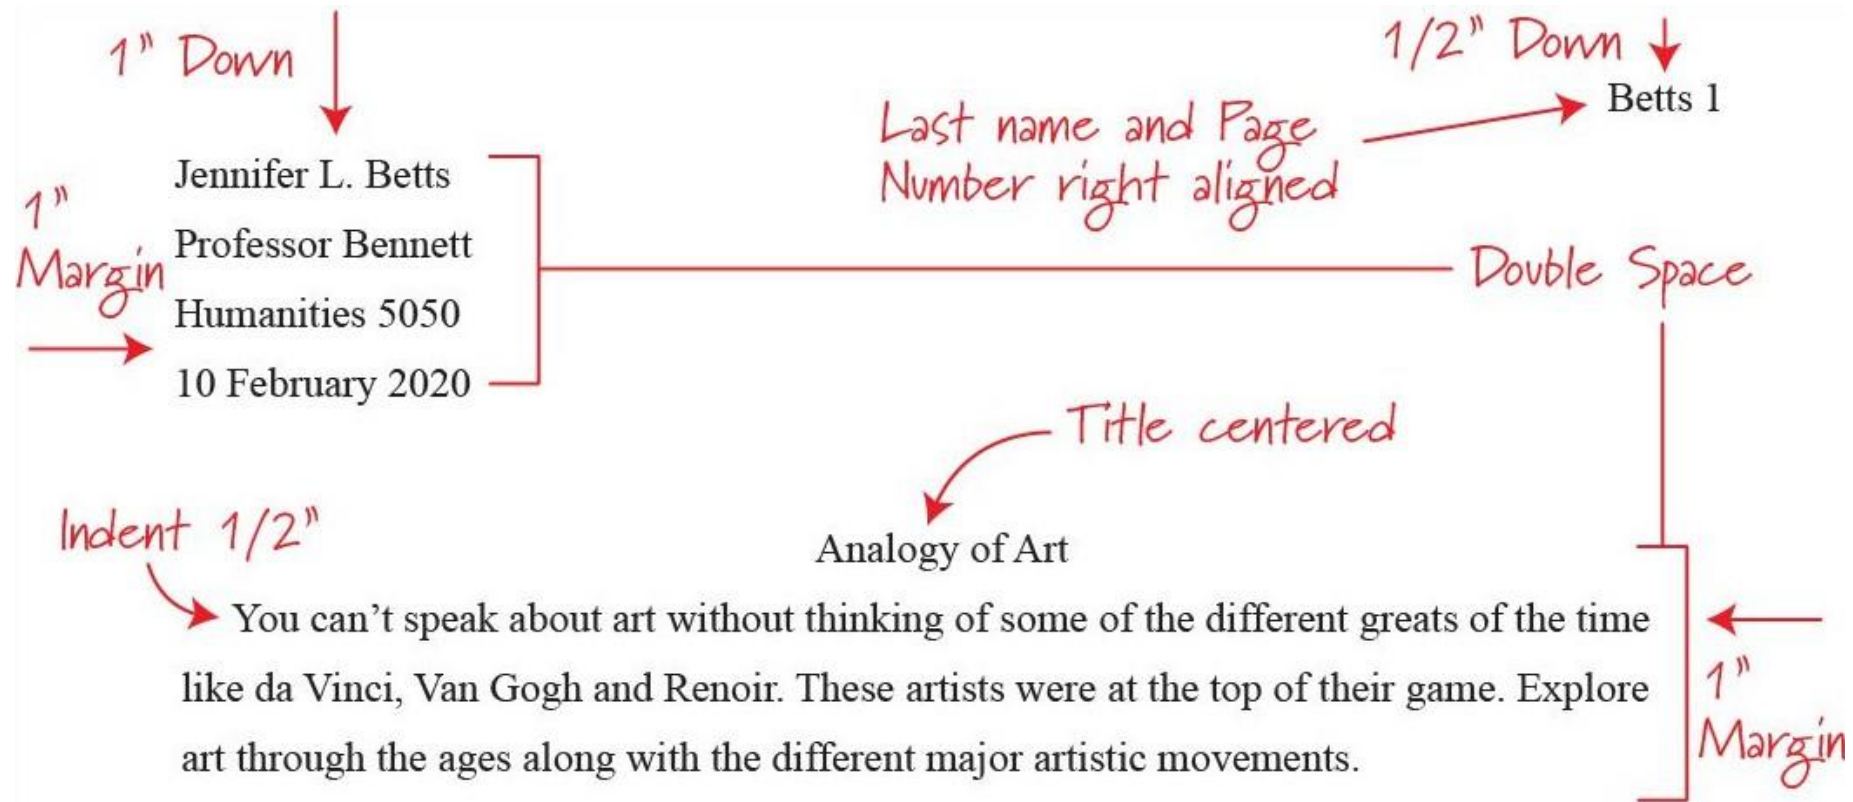 1" Down
1/2" Down
Betts 1
Last name and Page
Number right aligned
Jennifer L. Betts
1"
Margin
Professor Bennett
Humanities 5050
10 February 2020
Double Space
Title centered
Indent 1/2"
Analogy of Art
You can’t speak about art without thinking of some of the different greats of the time
like da Vinci, Van Gogh and Renoir. These artists were at the top of their game. Explore
art through the ages along with the different major artistic movements.
1"
Margin